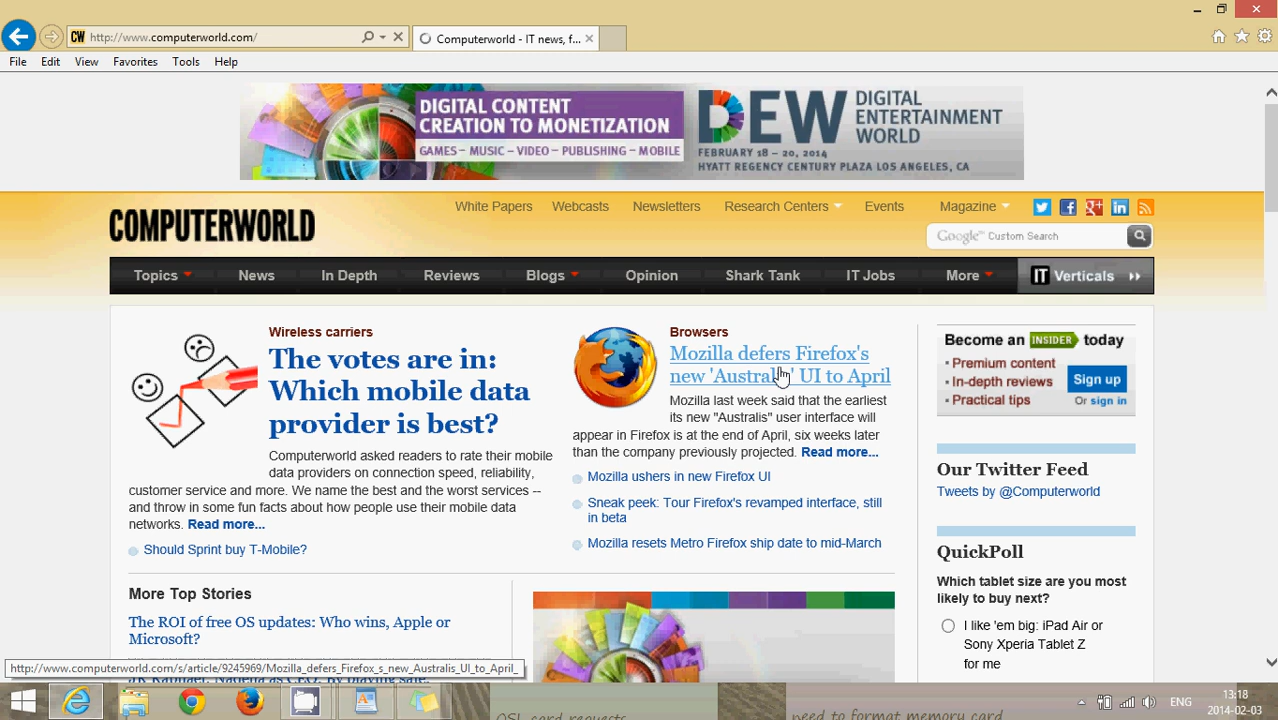 CW http://www.computerworld.com/
Computerworld - IT news, f...
File Edit View Favorites Tools Help
DIGITAL CONTENT
CREATION TO MONETIZATION
GAMES – MUSIC – VIDEO – PUBLISHING – MOBILE
DEW DIGITAL
ENTERTAINMENT
WORLD
FEBRUARY 18 – 20, 2014
HYATT REGENCY CENTURY PLAZA LOS ANGELES, CA
White Papers Webcasts Newsletters Research Centers Events Magazine
COMPUTERWORLD
Google Custom Search
Topics News In Depth Reviews Blogs Opinion Shark Tank IT Jobs More IT Verticals
Wireless carriers
The votes are in:
Which mobile data
provider is best?
Computerworld asked readers to rate their mobile
data providers on connection speed, reliability,
customer service and more. We name the best and the worst services --
and throw in some fun facts about how people use their mobile data
networks. Read more...
Should Sprint buy T-Mobile?
Browsers
Mozilla defers Firefox's
new 'Australis' UI to April
Mozilla last week said that the earliest
its new "Australis" user interface will
appear in Firefox is at the end of April, six weeks later
than the company previously projected. Read more...
Mozilla ushers in new Firefox UI
Sneak peek: Tour Firefox's revamped interface, still
in beta
Mozilla resets Metro Firefox ship date to mid-March
Become an INSIDER today
Premium content
In-depth reviews
Practical tips
Sign up
Or sign in
Our Twitter Feed
Tweets by @Computerworld
QuickPoll
Which tablet size are you most
likely to buy next?
I like 'em big: iPad Air or
Sony Xperia Tablet Z
for me
More Top Stories
The ROI of free OS updates: Who wins, Apple or
Microsoft?
JR Raphael: Nadella as CEO: By playing safe,
http://www.computerworld.com/s/article/9245969/Mozilla_defers_Firefox_s_new_Australis_UI_to_April_
QSL card requests
need to format memory card
ENG
13:18
2014-02-03